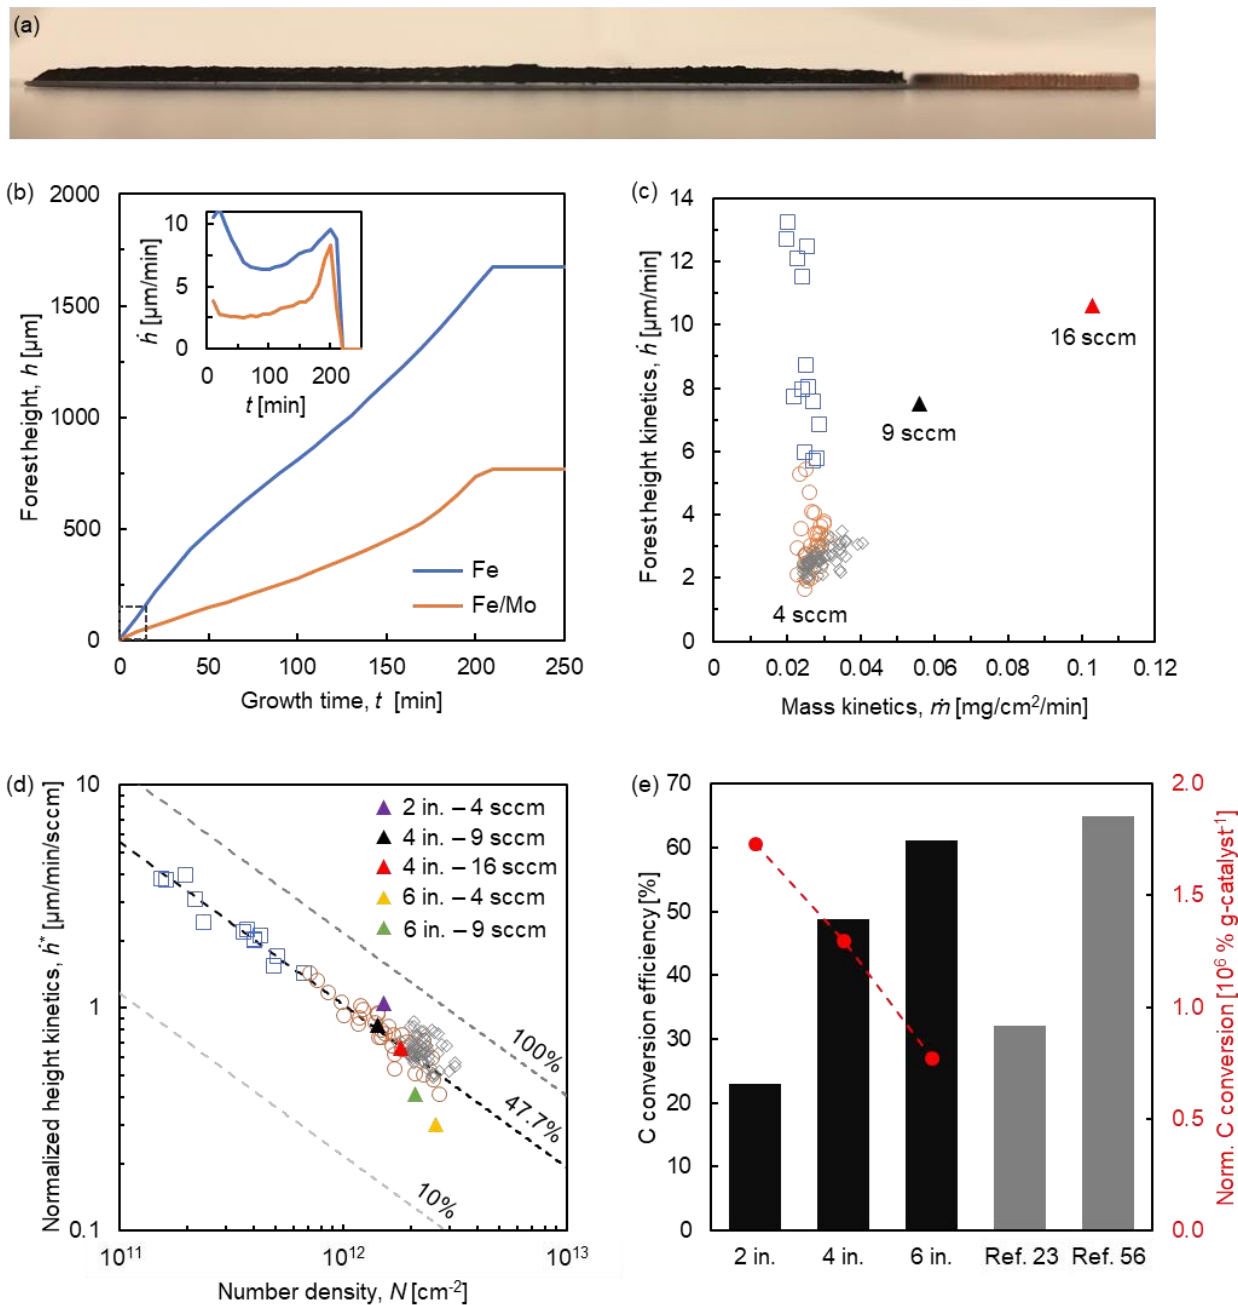 (a)
(b)
2000
1500
1000
500
0
Forest height, h [µm]
10
5
0
ḣ [µm/min]
0 100 200
t [min]
Fe
Fe/Mo
0 50 100 150 200 250
Growth time, t [min]
(c)
14
12
10
8
6
4
2
0
Forest height kinetics, ḣ [µm/min]
16 sccm
9 sccm
4 sccm
0 0.02 0.04 0.06 0.08 0.1 0.12
Mass kinetics, ṁ [mg/cm²/min]
(d)
10
1
0.1
Normalized height kinetics, ḣ* [µm/min/sccm]
2 in. – 4 sccm
4 in. – 9 sccm
4 in. – 16 sccm
6 in. – 4 sccm
6 in. – 9 sccm
100%
47.7%
10%
10¹¹ 10¹² 10¹³
Number density, N [cm⁻²]
(e)
70
60
50
40
30
20
10
0
C conversion efficiency [%]
2.0
1.5
1.0
0.5
0.0
Norm. C conversion [10⁶ % g-catalyst⁻¹]
2 in. 4 in. 6 in. Ref. 23 Ref. 56